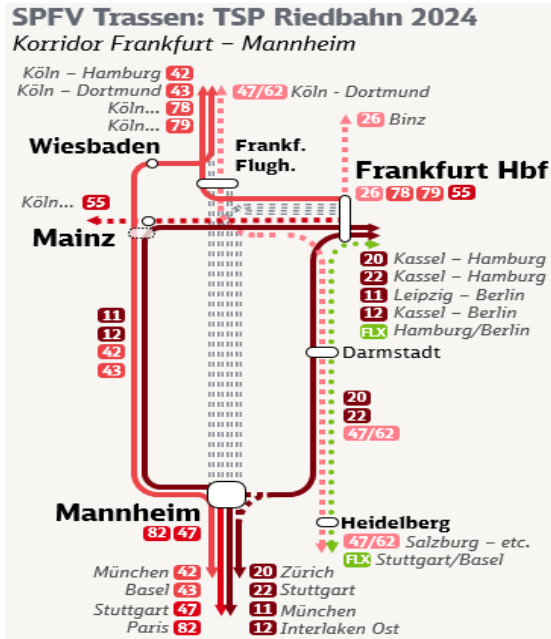 SPFV Trassen: TSP Riedbahn 2024
Korridor Frankfurt – Mannheim
Köln – Hamburg 42
Köln – Dortmund 43
Köln... 78
Köln... 79
47/62 Köln - Dortmund
26 Binz
Wiesbaden
Frankf.
Flugh.
Frankfurt Hbf
26 78 79 55
Köln... 55
Mainz
20 Kassel – Hamburg
22 Kassel – Hamburg
11 Leipzig – Berlin
12 Kassel – Berlin
FLX Hamburg/Berlin
11
12
42
43
Darmstadt
20
22
47/62
Mannheim
82 47
Heidelberg
47/62 Salzburg – etc.
FLX Stuttgart/Basel
München 42
Basel 43
Stuttgart 47
Paris 82
20 Zürich
22 Stuttgart
11 München
12 Interlaken Ost